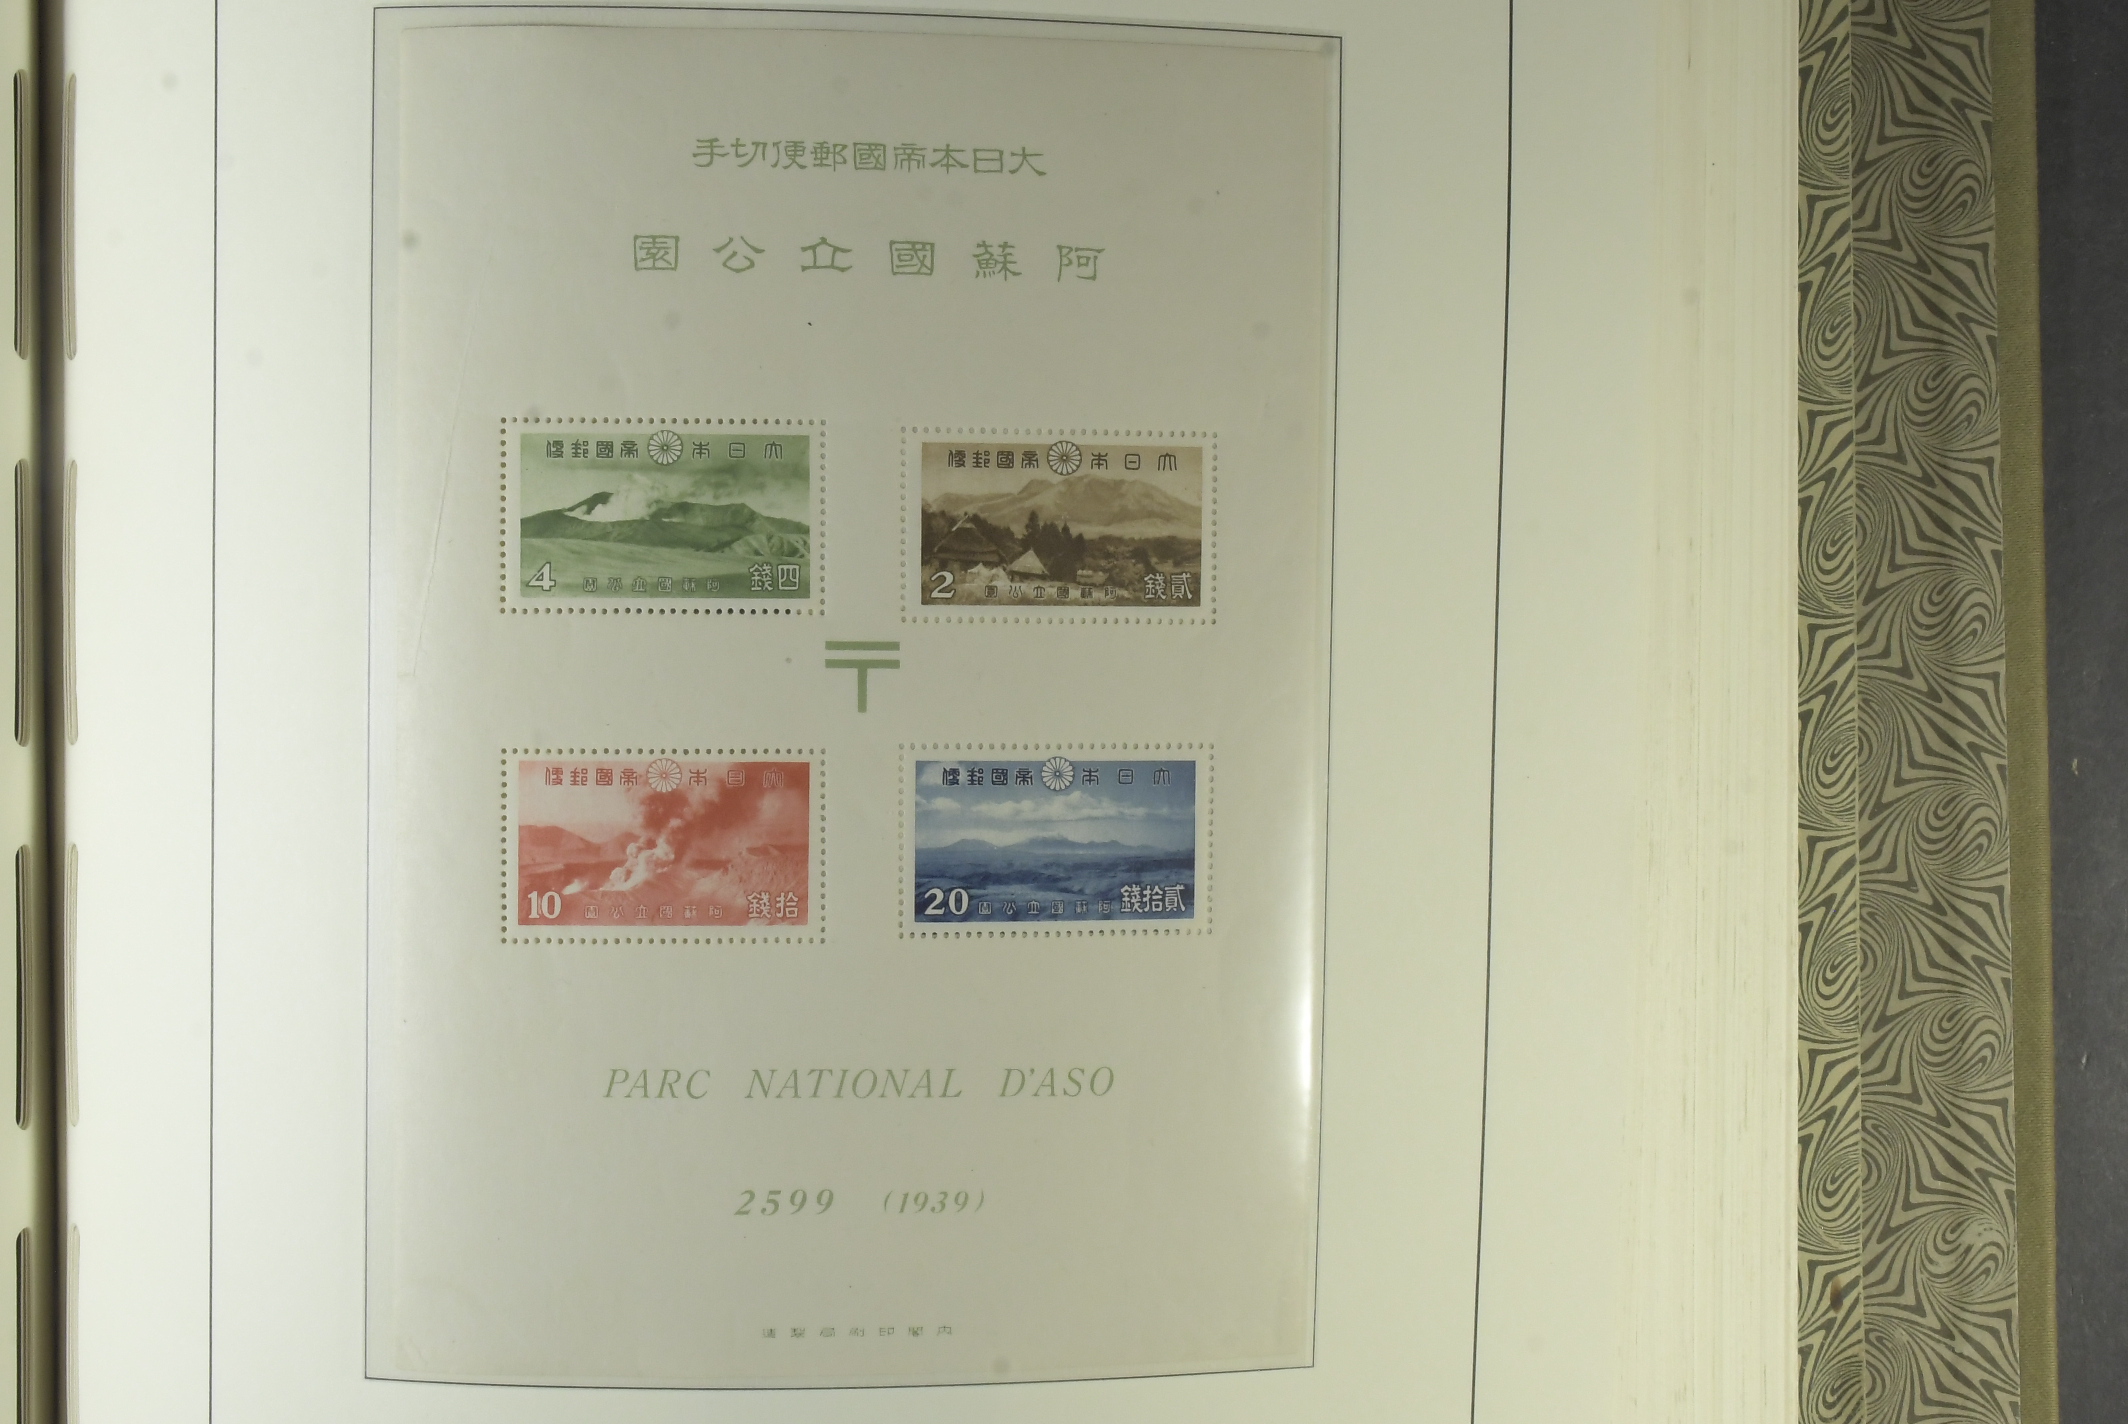 大日本帝國郵便切手
阿蘇國立公園
大日本帝國郵便
4 阿蘇國立公園 四錢
大日本帝國郵便
2 阿蘇國立公園 貳錢
〒
大日本帝國郵便
10 阿蘇國立公園 拾錢
大日本帝國郵便
20 阿蘇國立公園 貳拾錢
PARC NATIONAL D'ASO
2599 (1939)
內閣印刷局製造